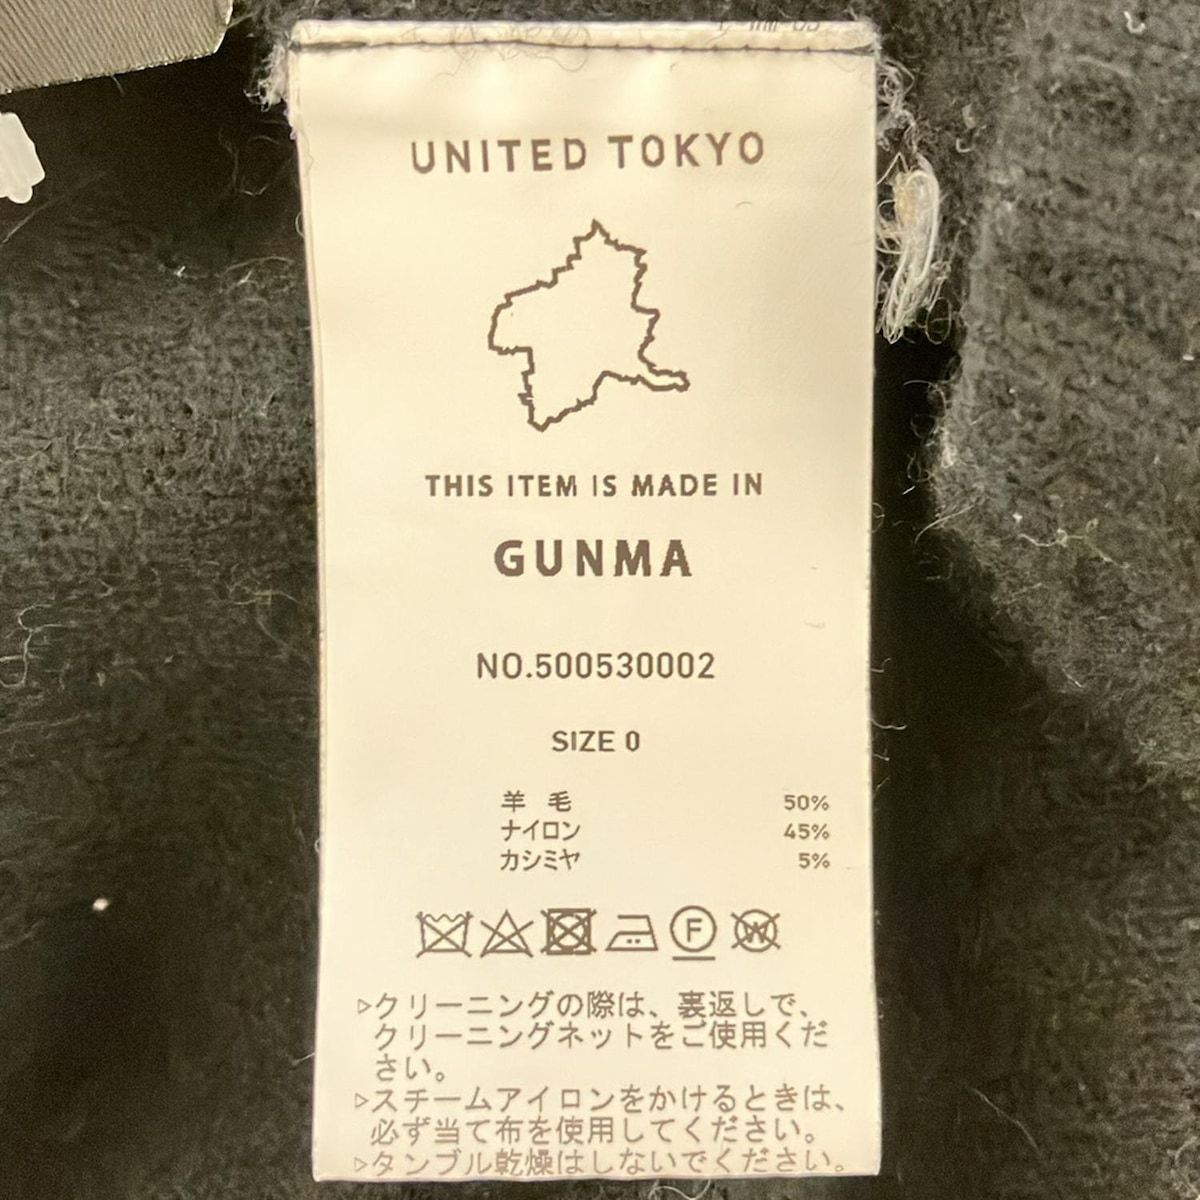 UNITED TOKYO
THIS ITEM IS MADE IN
GUNMA
NO.500530002
SIZE 0
羊 毛 50%
ナイロン 45%
カシミヤ 5%
F W
▷クリーニングの際は、裏返しで、
クリーニングネットをご使用くだ
さい。
▷スチームアイロンをかけるときは、
必ず当て布を使用してください。
▷タンブル乾燥はしないでください。